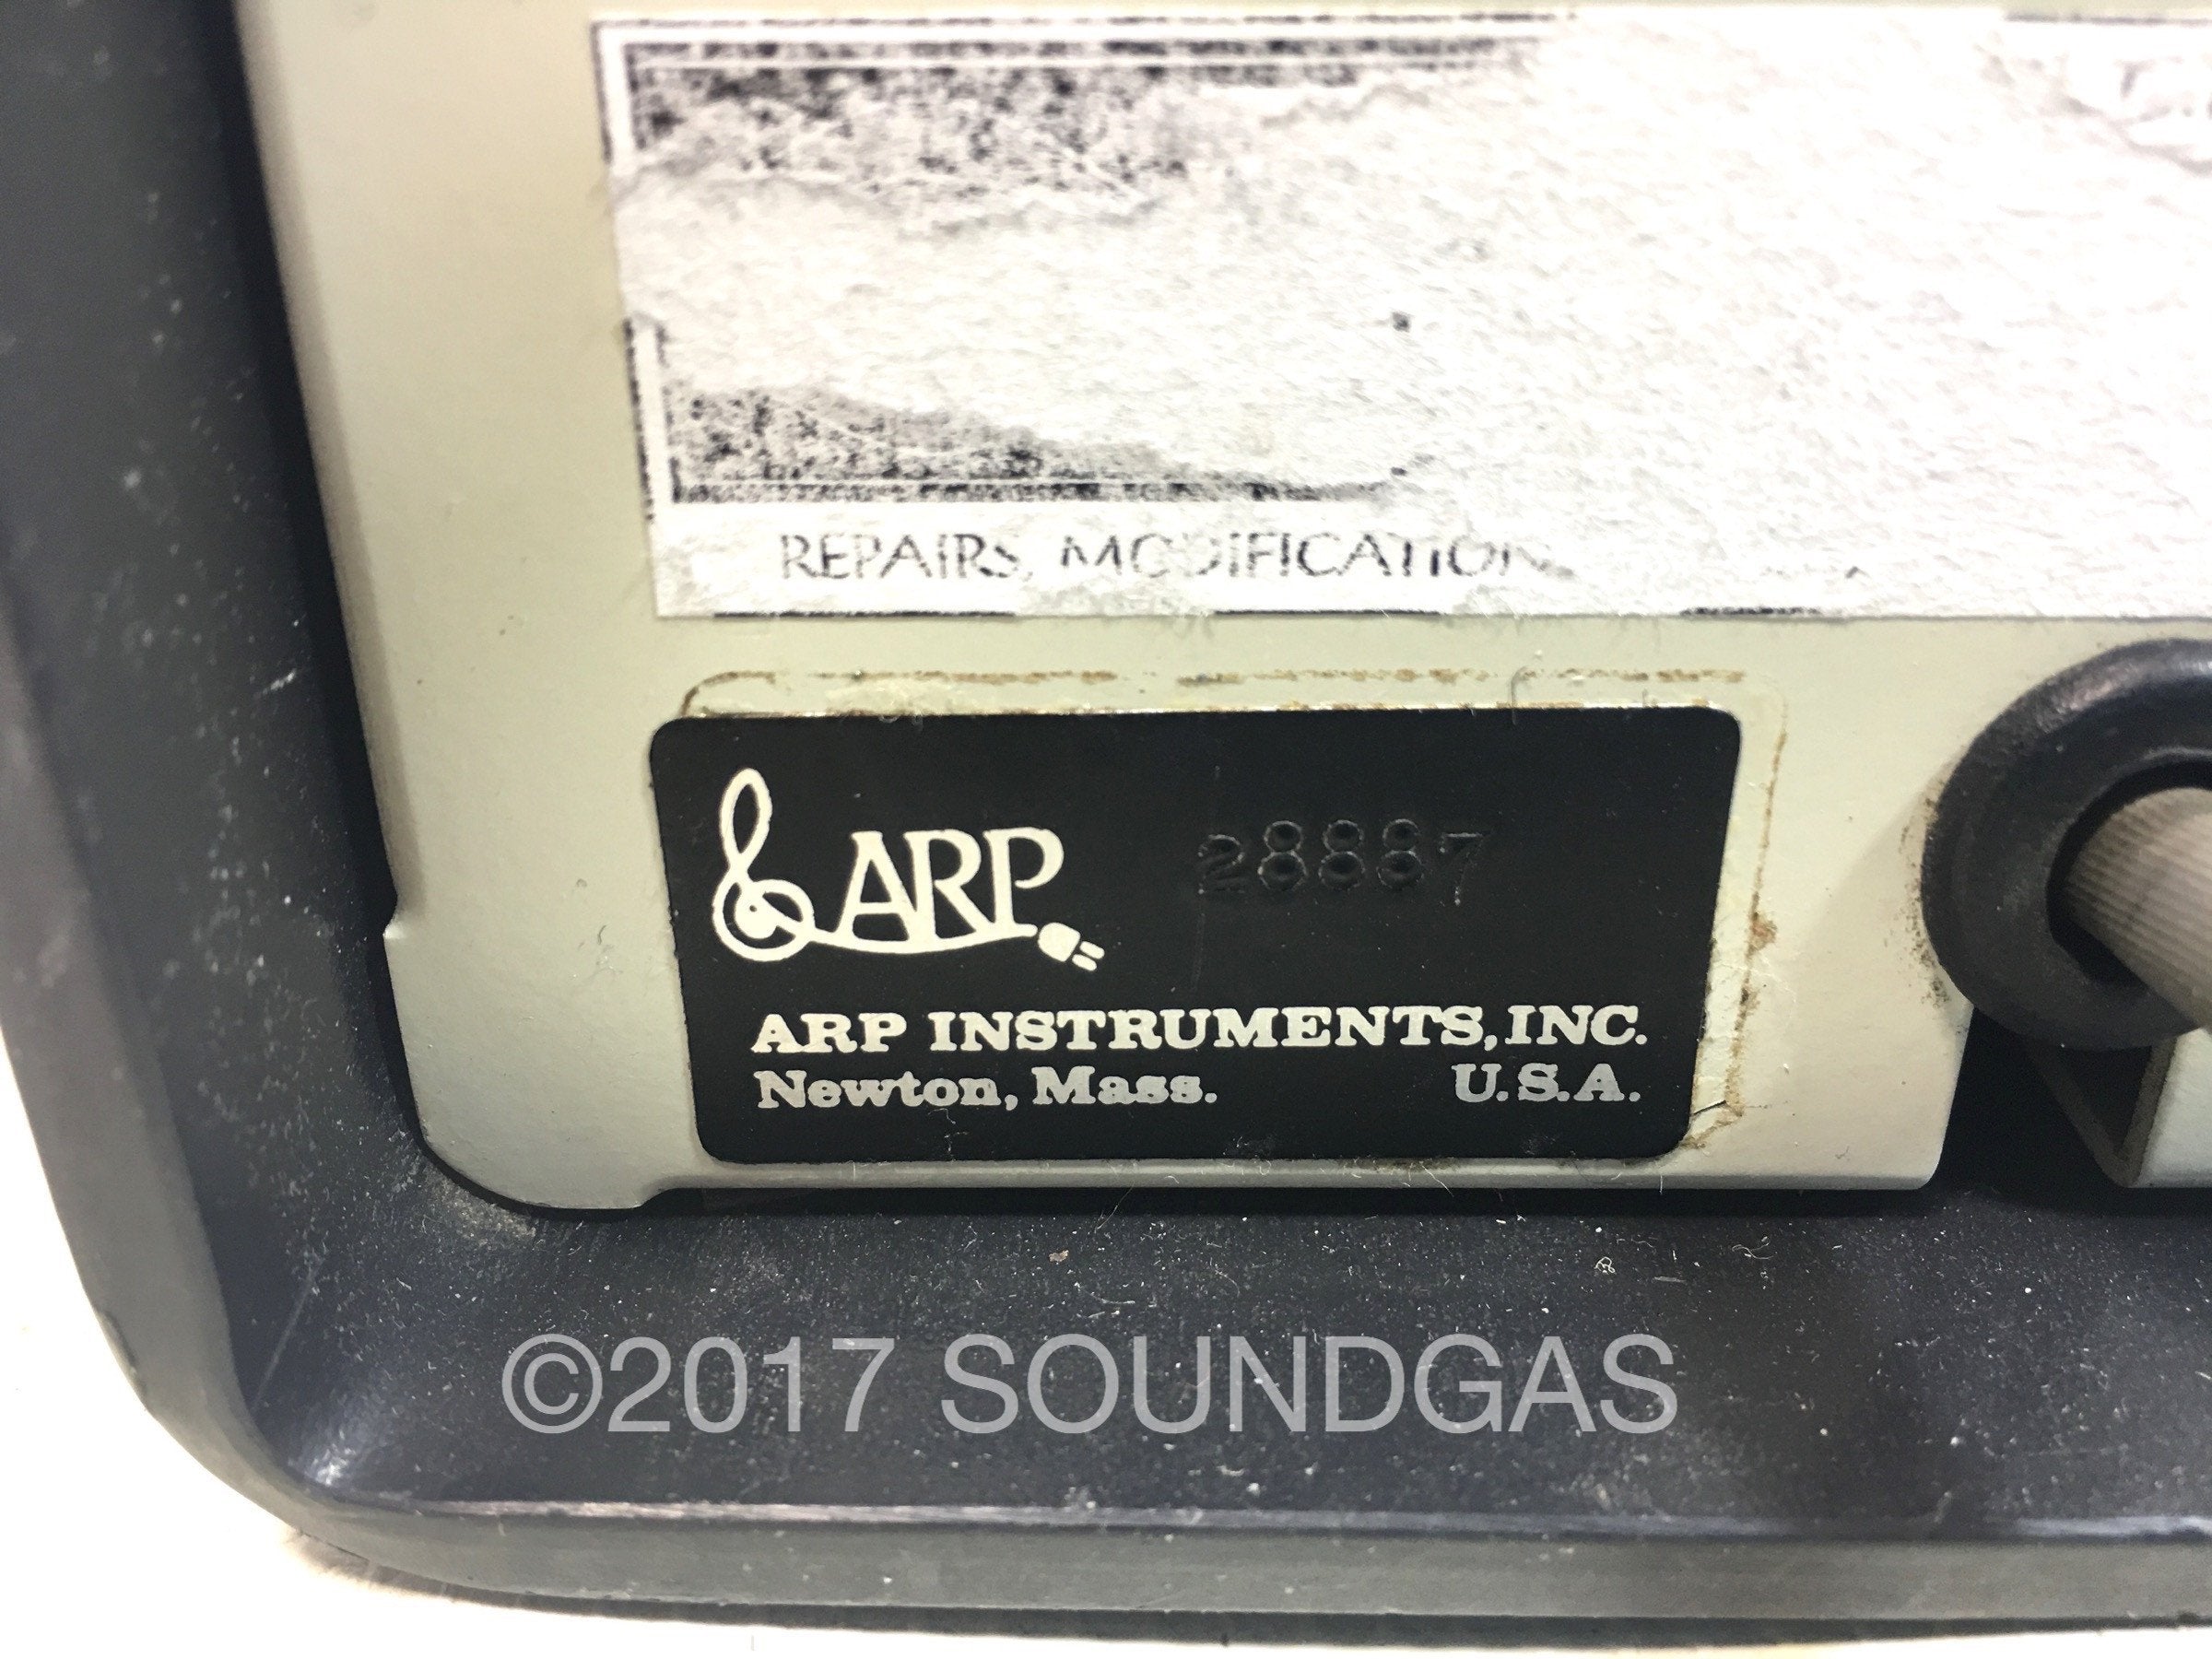 REPAIRS, MODIFICATION
ARP 28887
ARP INSTRUMENTS, INC.
Newton, Mass. U.S.A.
©2017 SOUNDGAS